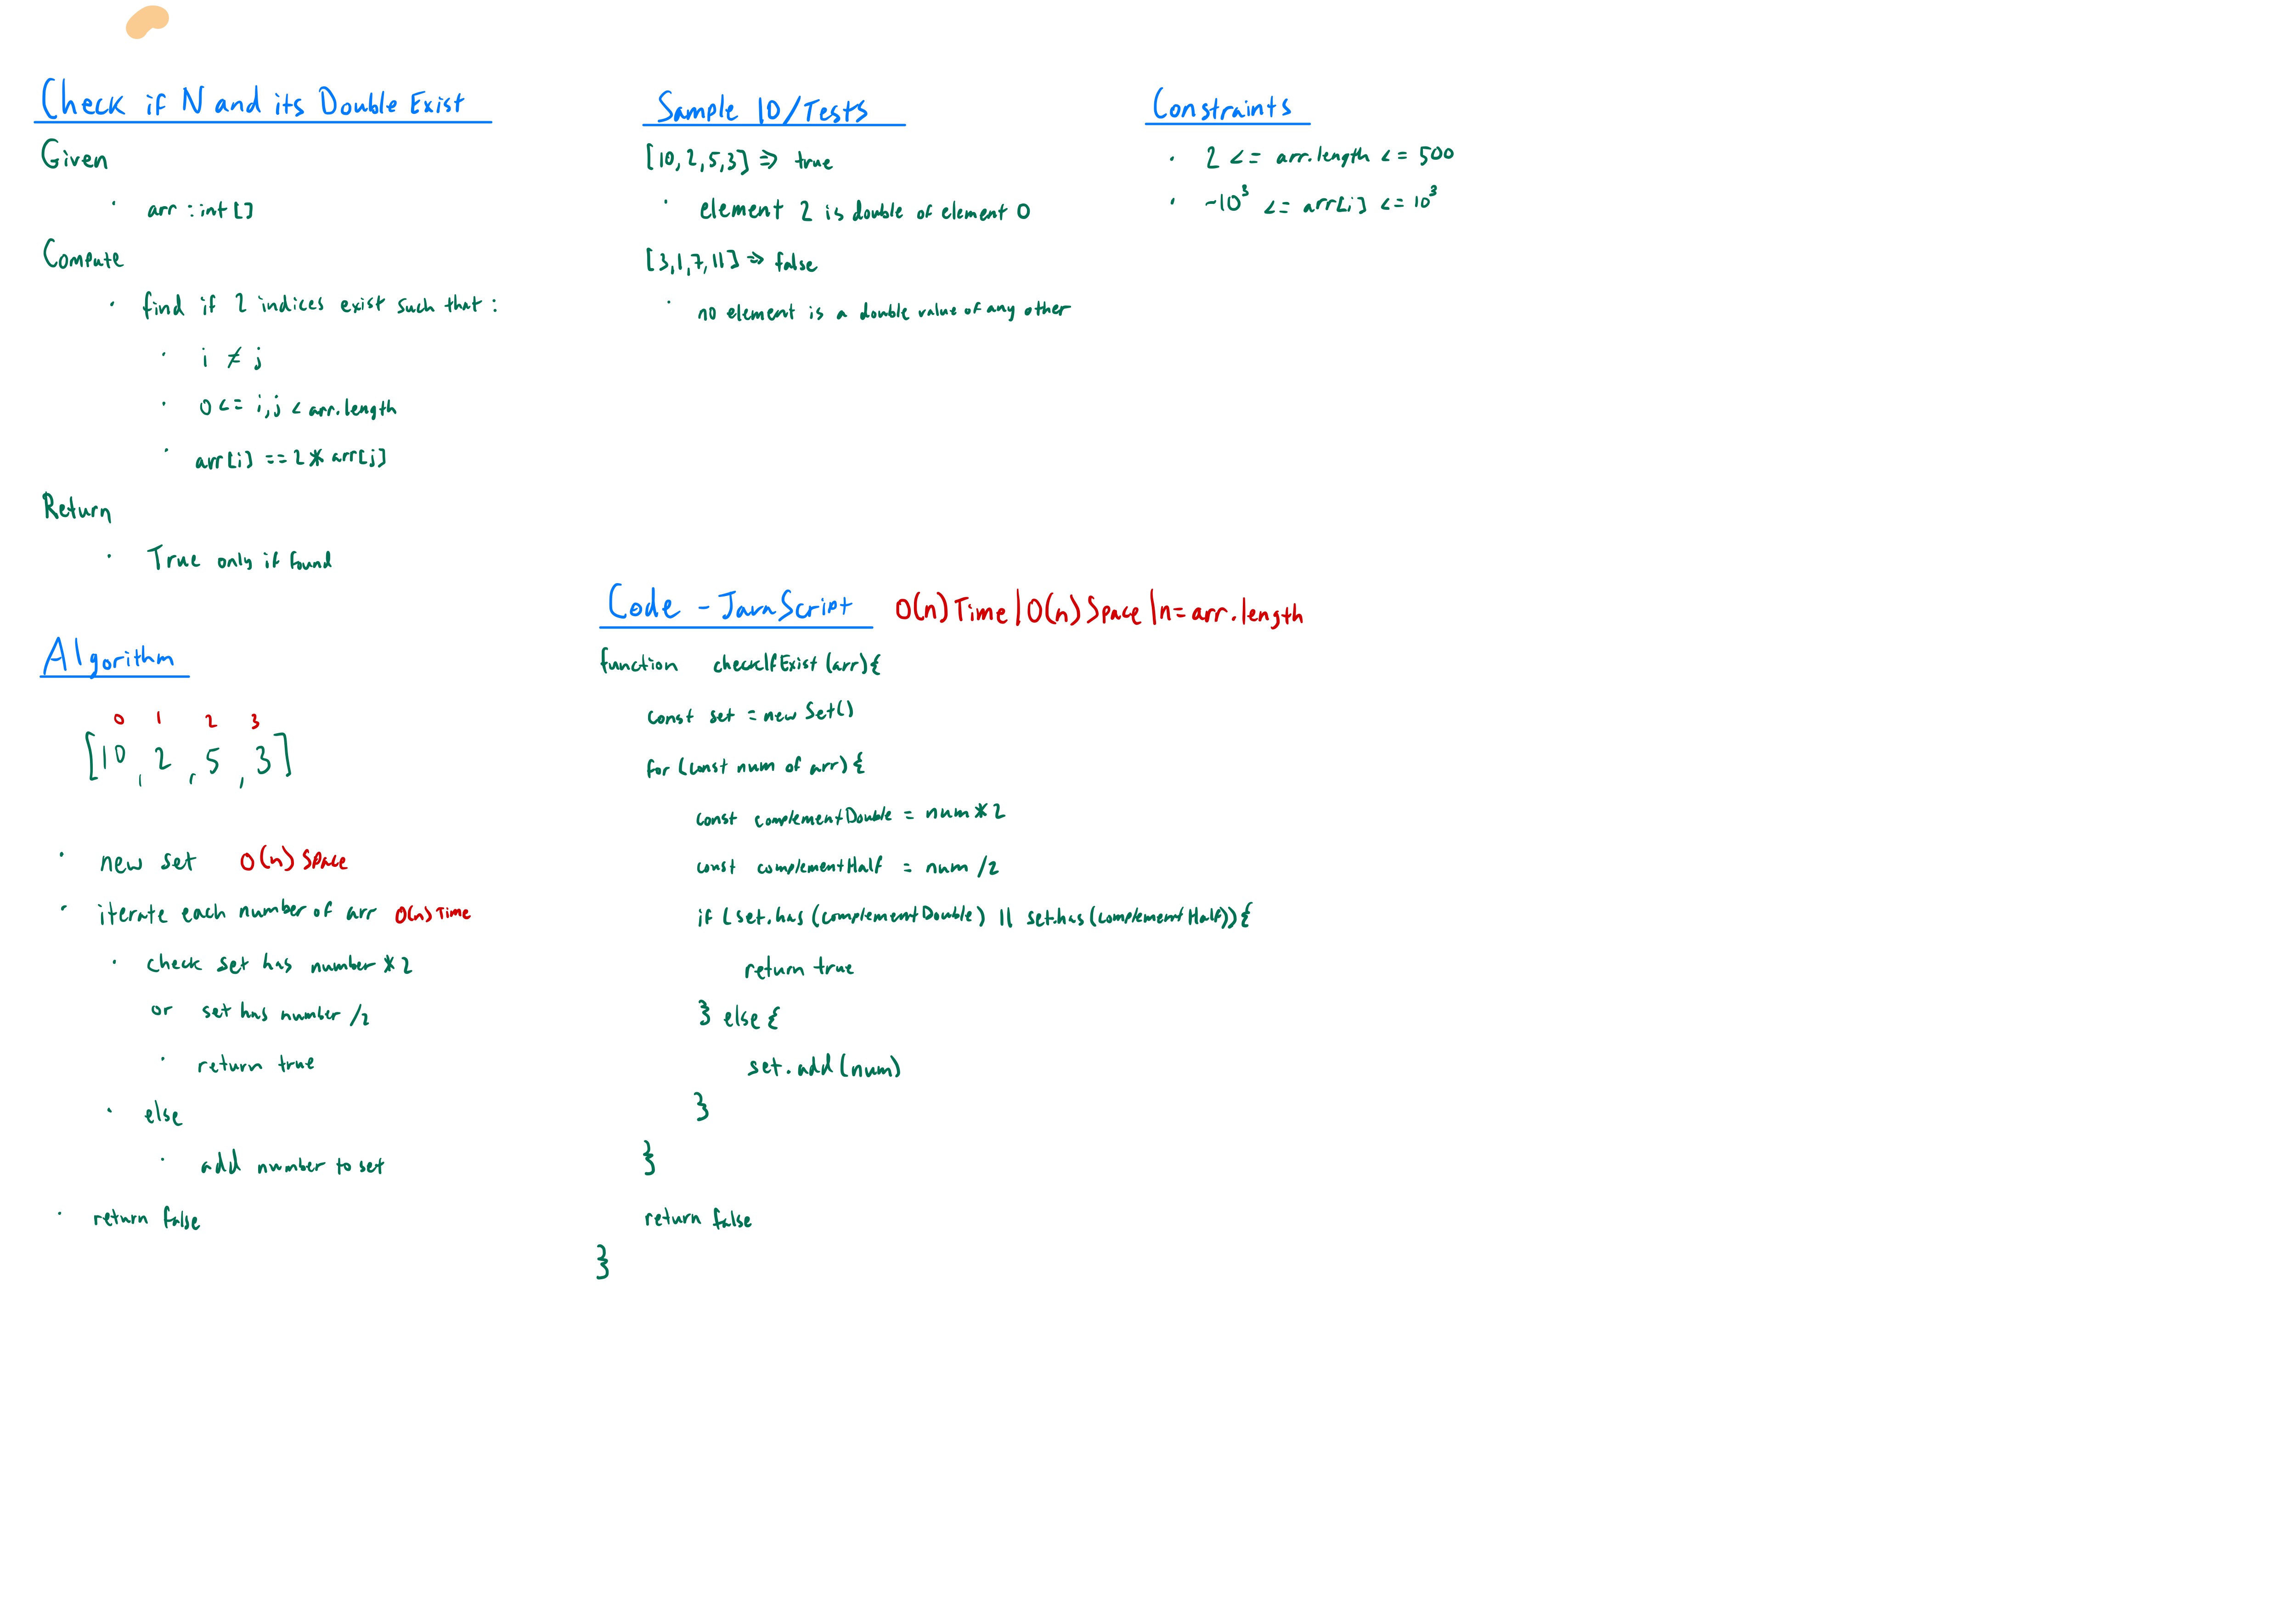 Check if N and its Double Exist
Given
· arr : int[]
Compute
· find if 2 indices exist such that :
· i ≠ j
· 0 <= i,j < arr.length
· arr[i] == 2 * arr[j]
Return
· True only if found
Sample IO/Tests
[10, 2, 5, 3] => true
· element 2 is double of element 0
[3, 1, 7, 11] => false
· no element is a double value of any other
Constraints
· 2 <= arr.length <= 500
· -10³ <= arr[i] <= 10³
Algorithm
0 1 2 3
[10, 2, 5, 3]
· new set O(n) Space
· iterate each number of arr O(n) Time
· check set has number * 2
or set has number /2
· return true
· else
· add number to set
· return false
Code - JavaScript O(n) Time | O(n) Space | n = arr.length
function checkIfExist (arr) {
const set = new Set()
for (const num of arr) {
const complementDouble = num * 2
const complementHalf = num /2
if (set.has (complementDouble) || set.has (complementHalf)) {
return true
} else {
set.add (num)
}
}
return false
}